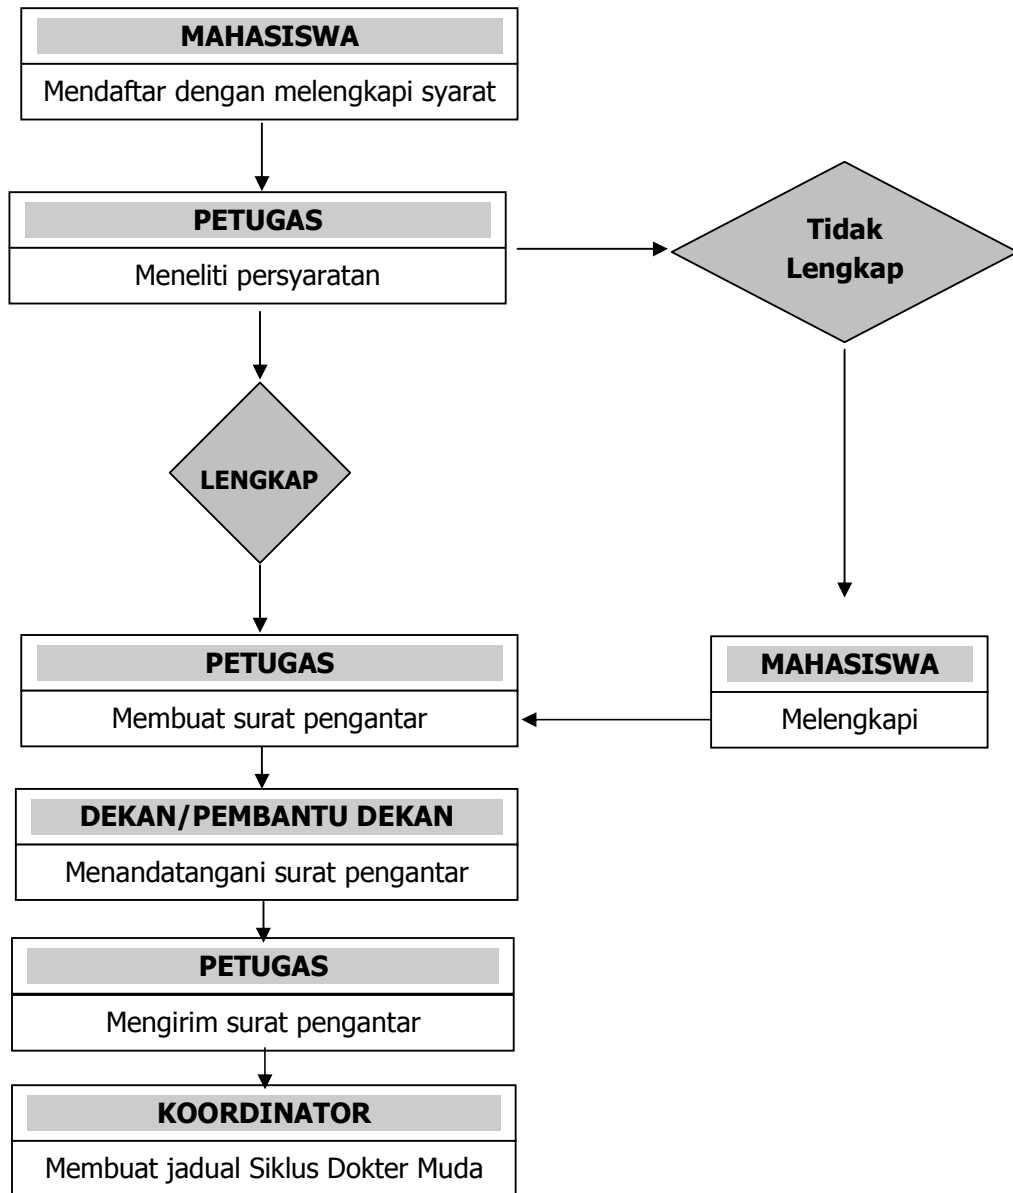 MAHASISWA
Mendaftar dengan melengkapi syarat
PETUGAS
Meneliti persyaratan
Tidak
Lengkap
LENGKAP
PETUGAS
Membuat surat pengantar
MAHASISWA
Melengkapi
DEKAN/PEMBANTU DEKAN
Menandatangani surat pengantar
PETUGAS
Mengirim surat pengantar
KOORDINATOR
Membuat jadual Siklus Dokter Muda